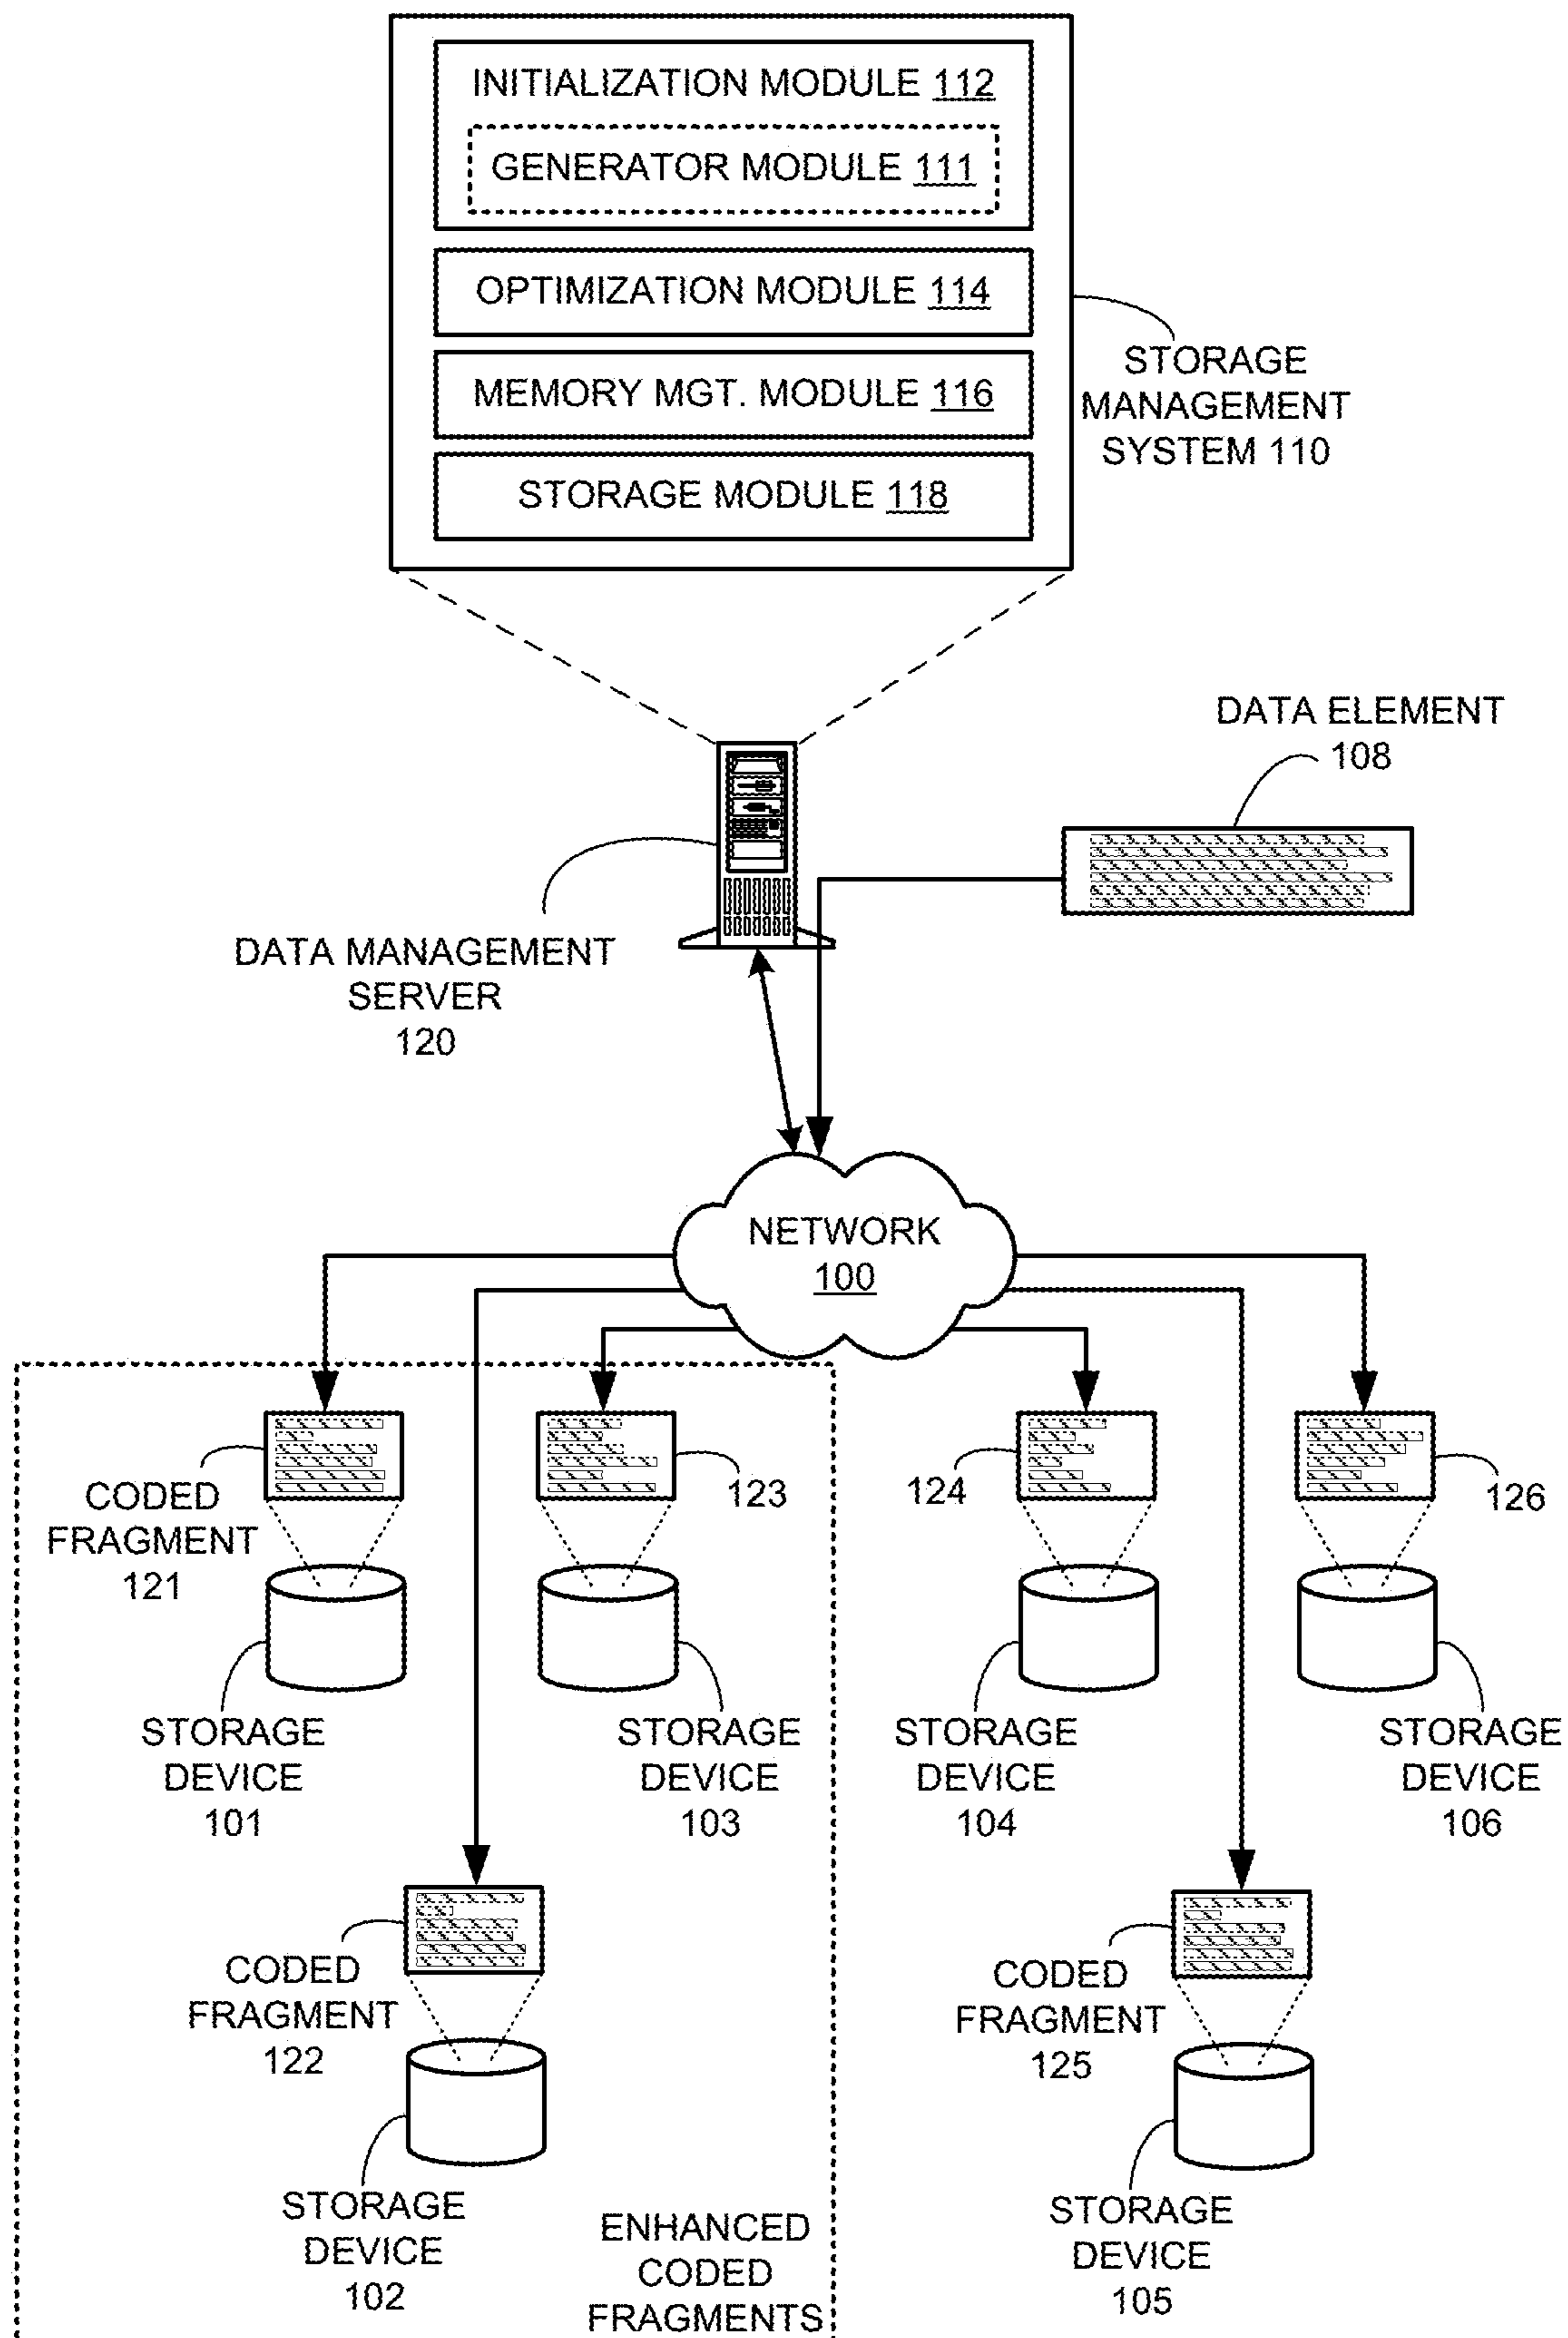 INITIALIZATION MODULE 112
GENERATOR MODULE 111
OPTIMIZATION MODULE 114
MEMORY MGT. MODULE 116
STORAGE MODULE 118
STORAGE
MANAGEMENT
SYSTEM 110
DATA ELEMENT
108
DATA MANAGEMENT
SERVER
120
NETWORK
100
CODED
FRAGMENT
121
123
124
126
STORAGE
DEVICE
101
STORAGE
DEVICE
103
STORAGE
DEVICE
104
STORAGE
DEVICE
106
CODED
FRAGMENT
122
CODED
FRAGMENT
125
STORAGE
DEVICE
102
ENHANCED
CODED
FRAGMENTS
STORAGE
DEVICE
105